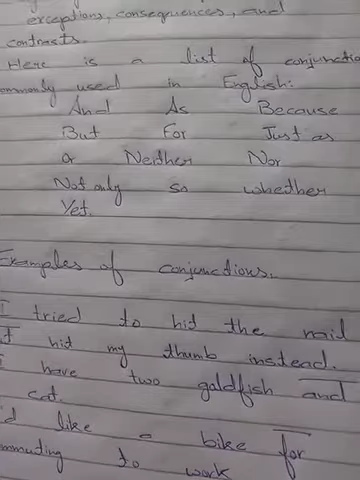 exceptions, consequences, and
contrasts.
Here is a list of conjunctio
ommonly used in English:
And As Because
But For Just as
or Neither Nor
Not only so whether
Yet.
Examples of conjunctions.
I tried to hit the nail
hit my thumb instead.
have two goldfish and
cat.
d like a bike for
ommuting to work